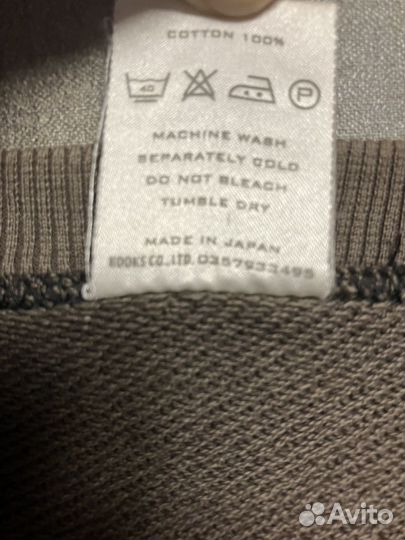 COTTON 100%
40 P
MACHINE WASH
SEPARATELY COLD
DO NOT BLEACH
TUMBLE DRY
MADE IN JAPAN
KOOKS CO., LTD. 0357933495
Avito